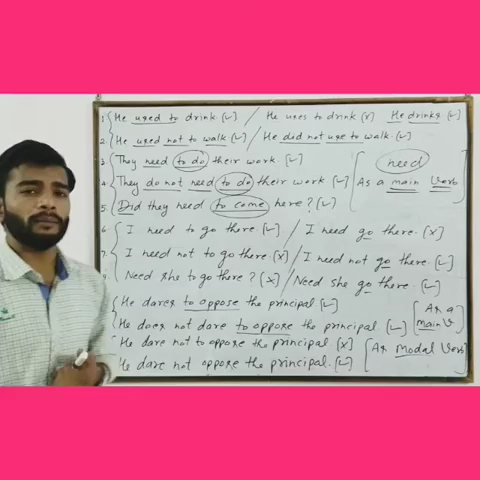 1. He used to drink. (✓) / He uses to drink (x) He drinks (✓)
2. He used not to walk (✓) / He did not use to walk. (✓)
3. They need to do their work. (✓) need
4. They do not need to do their work (✓) As a main verb
5. Did they need to come here? (✓)
6. I need to go there. (✓) / I need go there. (x)
7. I need not to go there (x) / I need not go there. (✓)
Need she to go there? (x) / Need she go there. (✓)
He dares to oppose the principal (✓) As a
He does not dare to oppose the principal (✓) main V
He dare not to oppose the principal (x) As Modal Verb
He dare not oppose the principal. (✓)